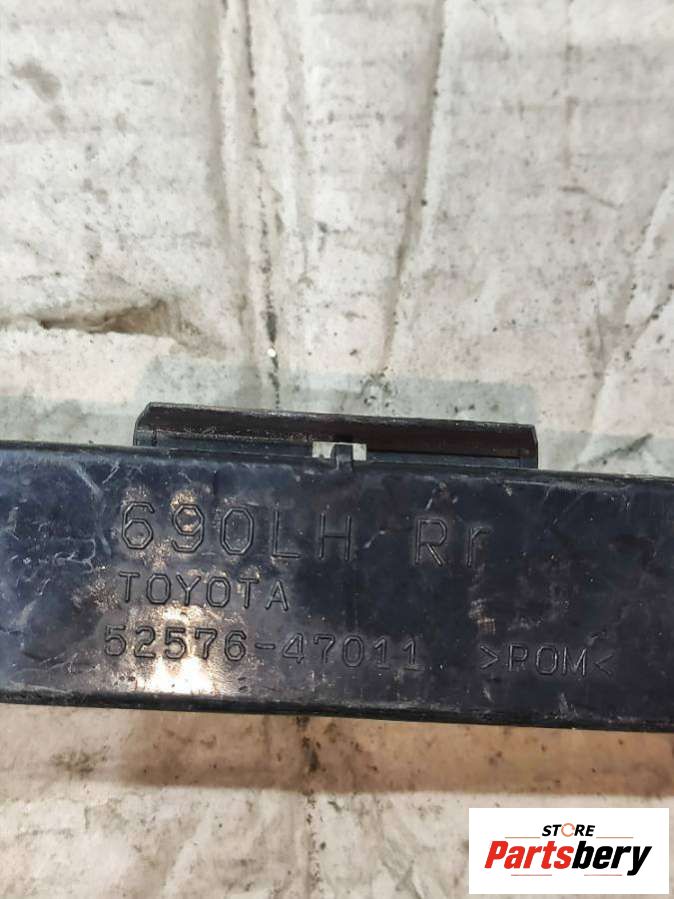 690LH Rr
TOYOTA
52576-47011 >POM<
STORE
Partsbery